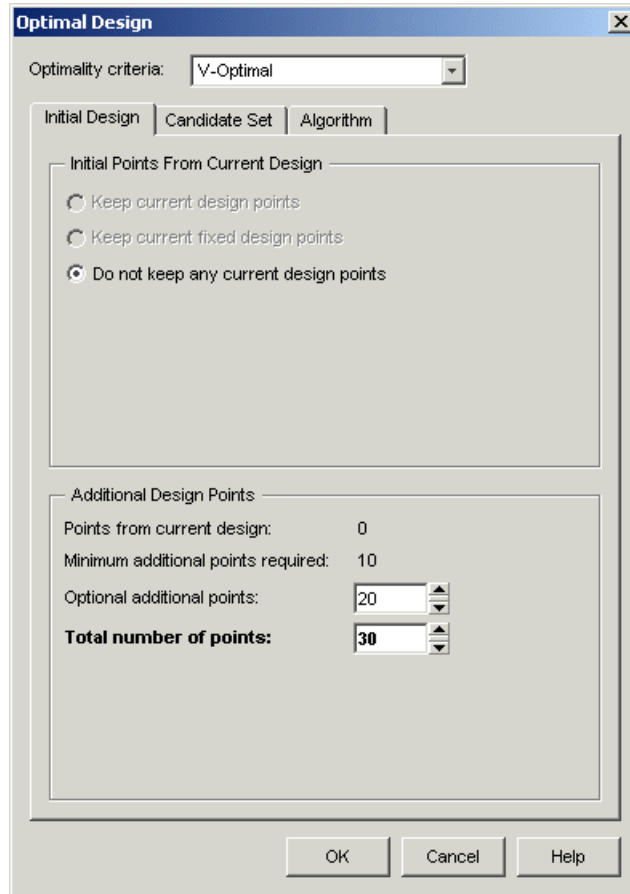 Optimal Design
Optimality criteria: V-Optimal
Initial Design Candidate Set Algorithm
Initial Points From Current Design
Keep current design points
Keep current fixed design points
Do not keep any current design points
Additional Design Points
Points from current design: 0
Minimum additional points required: 10
Optional additional points: 20
Total number of points: 30
OK Cancel Help